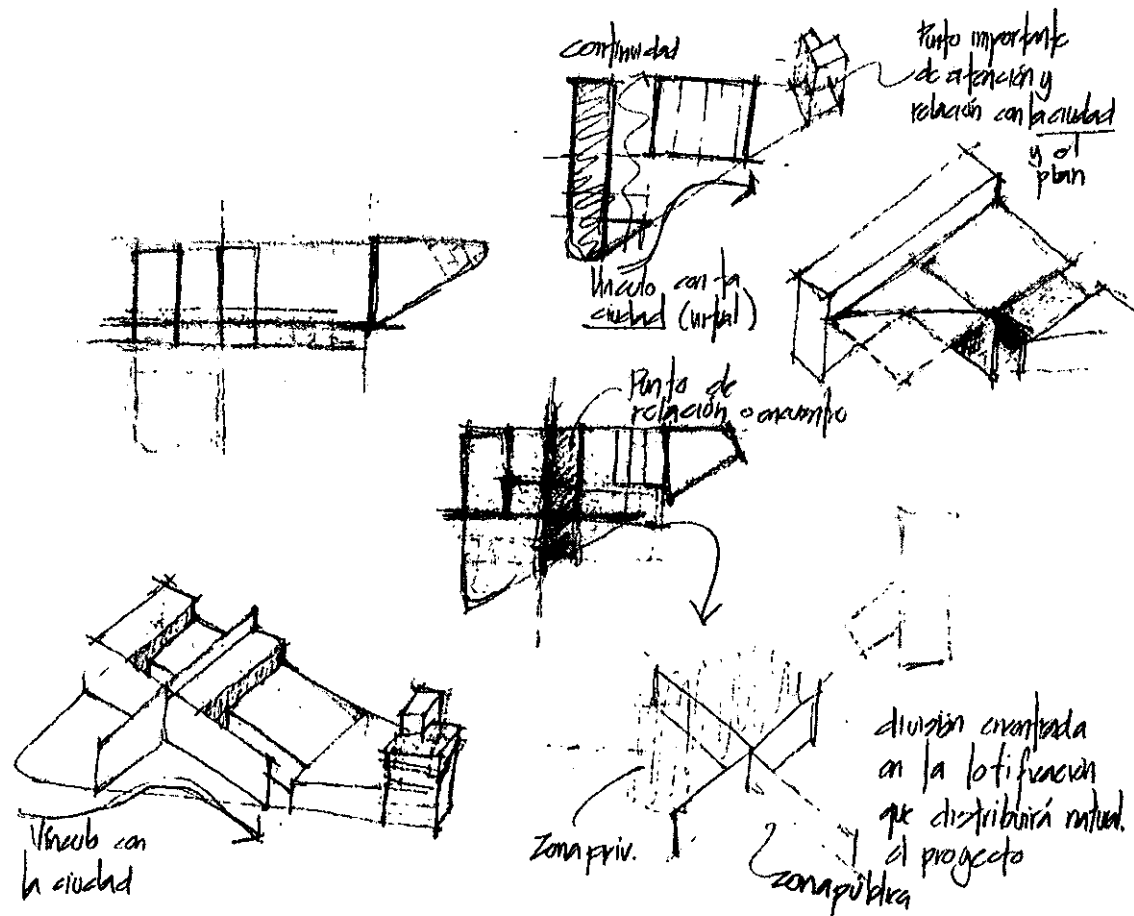 continuidad
Punto importante
de atención y
relación con la ciudad
y el
plan
Vínculo con la
ciudad (virtual)
Punto de
relación o encuentro
Vínculo con
la ciudad
Zona priv.
zona pública
división encontrada
en la lotificación
que distribuirá natural.
el proyecto